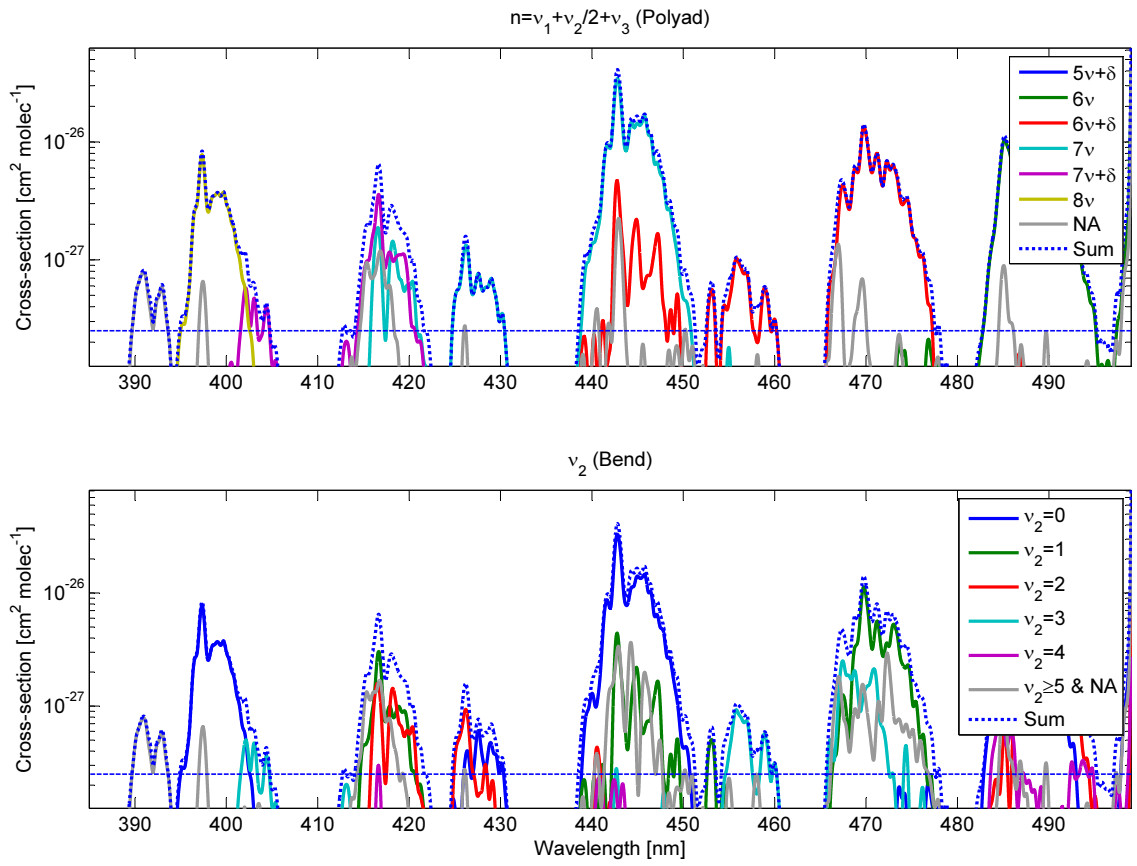 n=ν₁+ν₂/2+ν₃ (Polyad)
Cross-section [cm² molec⁻¹]
10⁻²⁶
10⁻²⁷
5ν+δ
6ν
6ν+δ
7ν
7ν+δ
8ν
NA
Sum
390 400 410 420 430 440 450 460 470 480 490
ν₂ (Bend)
Cross-section [cm² molec⁻¹]
10⁻²⁶
10⁻²⁷
ν₂=0
ν₂=1
ν₂=2
ν₂=3
ν₂=4
ν₂≥5 & NA
Sum
390 400 410 420 430 440 450 460 470 480 490
Wavelength [nm]